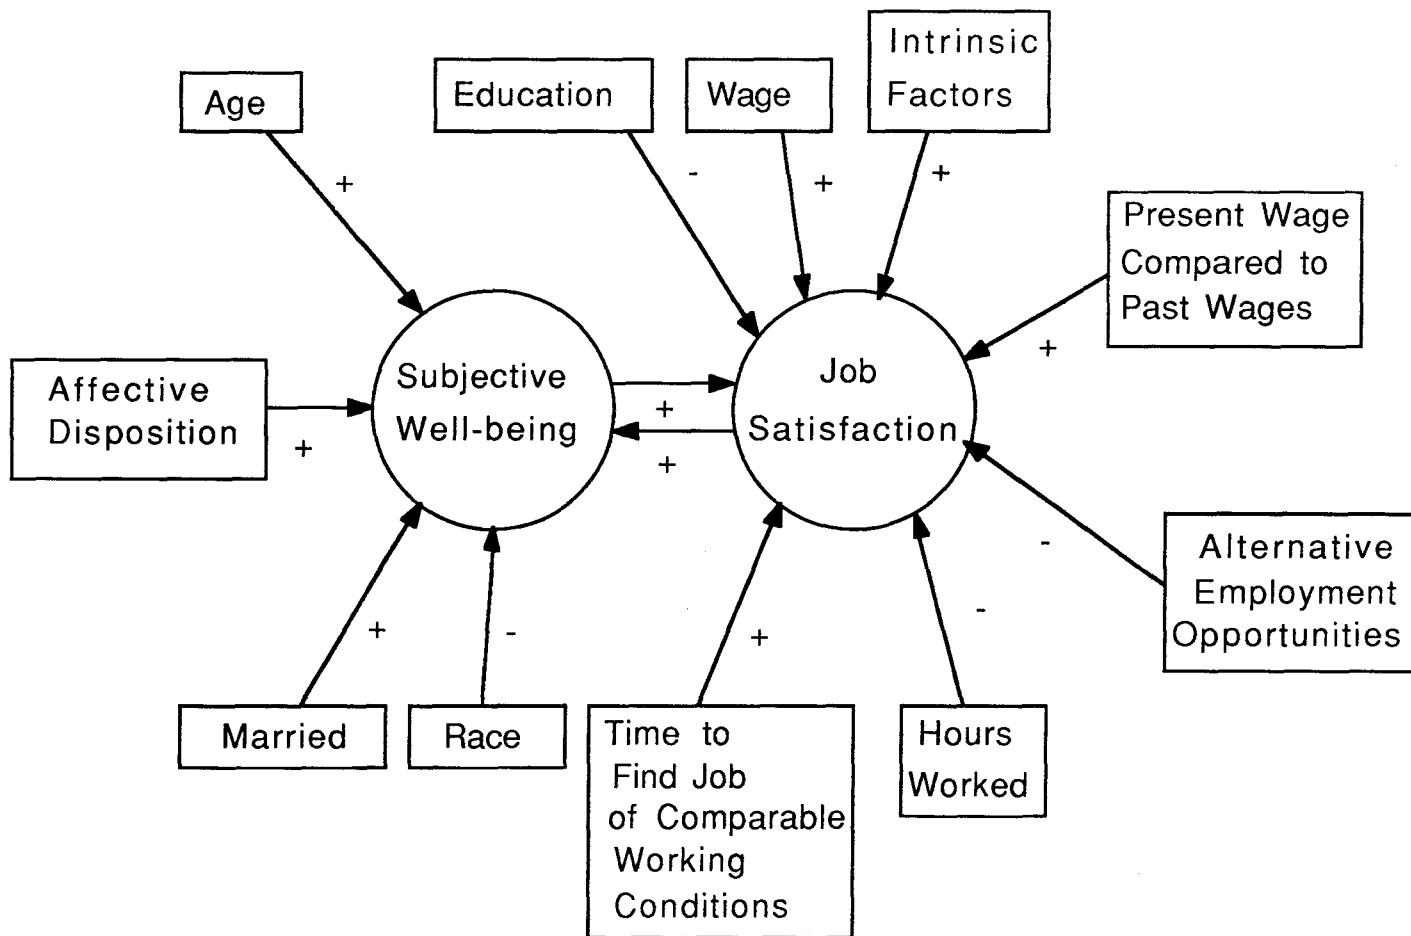 Intrinsic
Factors
Age
Education
Wage
+
-
+
+
Present Wage
Compared to
Past Wages
+
Affective
Disposition
+
Subjective
Well-being
+
+
Job
Satisfaction
-
Alternative
Employment
Opportunities
+
-
+
-
Married
Race
Time to
Find Job
of Comparable
Working
Conditions
Hours
Worked